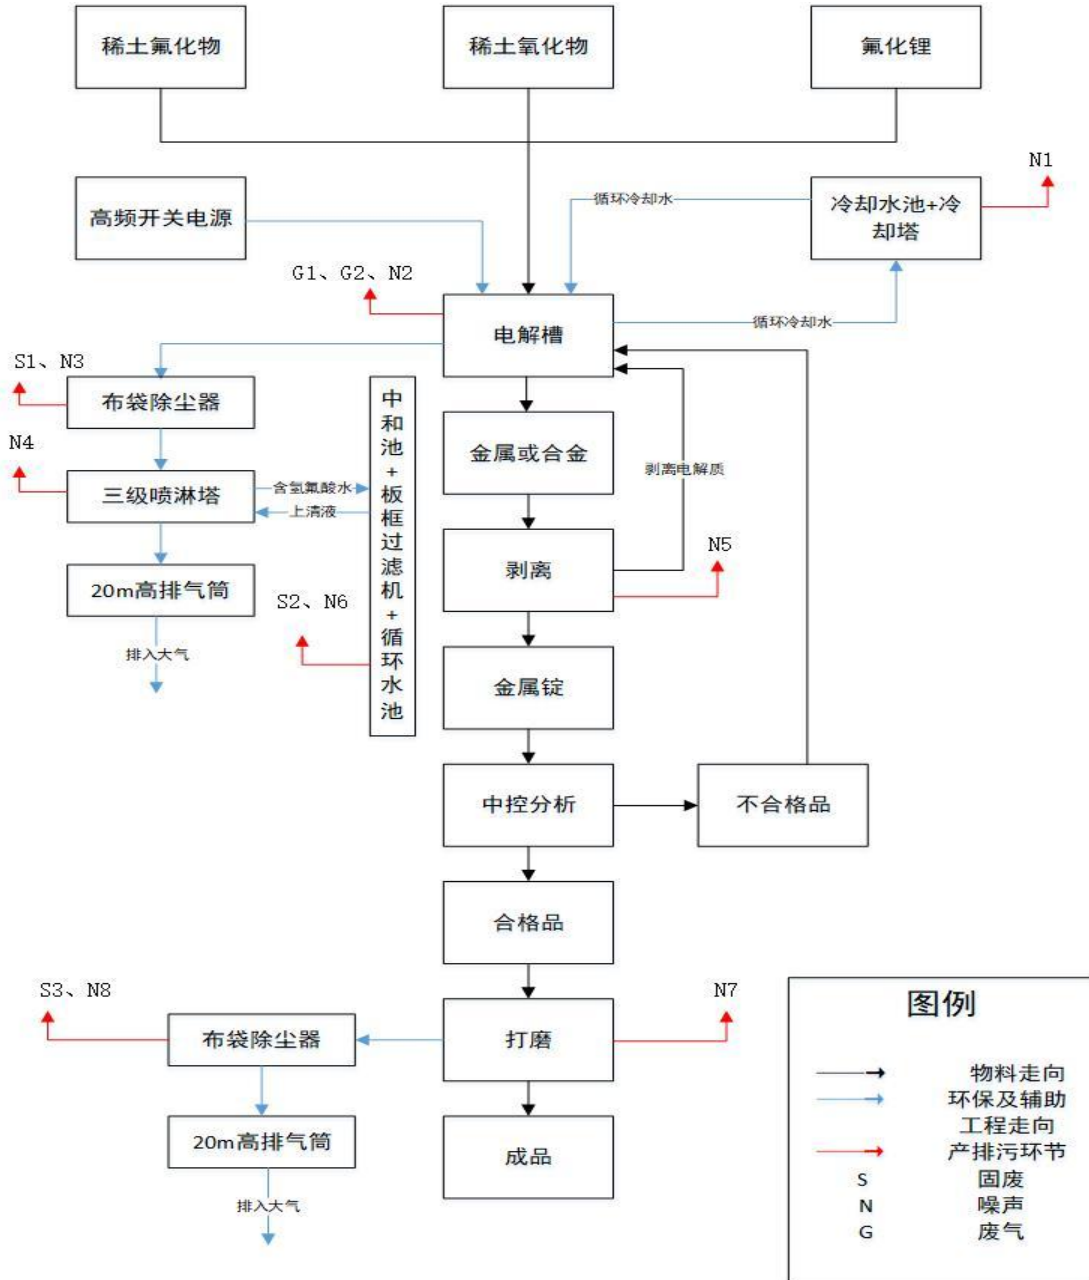 稀土氟化物
稀土氧化物
氟化锂
N1
高频开关电源
循环冷却水
冷却水池+冷
却塔
G1、G2、N2
电解槽
循环冷却水
S1、N3
布袋除尘器
中和池+板框过滤机+循环水池
金属或合金
N4
剥离电解质
三级喷淋塔
含氢氟酸水
上清液
剥离
N5
20m高排气筒
S2、N6
排入大气
金属锭
中控分析
不合格品
合格品
S3、N8
N7
布袋除尘器
打磨
20m高排气筒
成品
排入大气
图例
物料走向
环保及辅助
工程走向
产排污环节
S 固废
N 噪声
G 废气